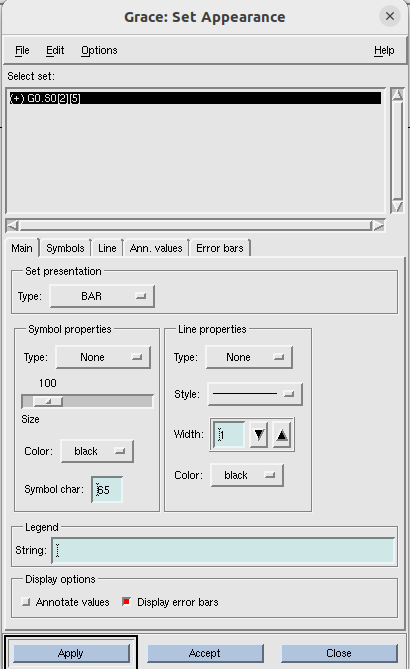 Grace: Set Appearance
File Edit Options Help
Select set:
(+) G0.S0[2][5]
Main Symbols Line Ann. values Error bars
Set presentation
Type: BAR
Symbol properties
Type: None
100
Size
Color: black
Symbol char: 65
Line properties
Type: None
Style:
Width: 1
Color: black
Legend
String:
Display options
Annotate values Display error bars
Apply Accept Close